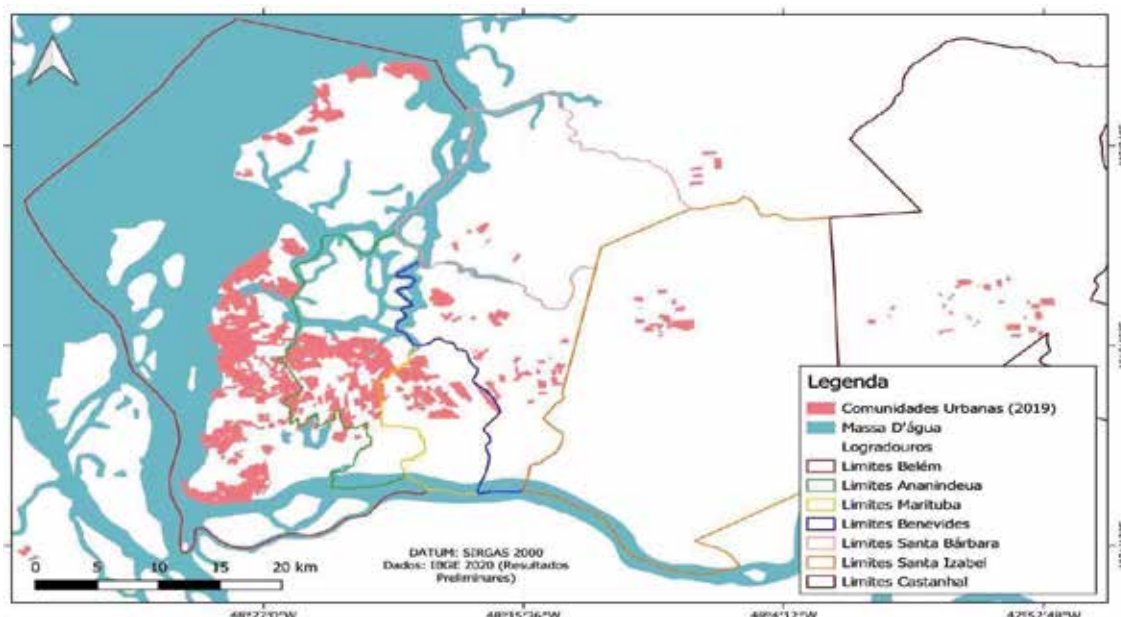 Legenda
Comunidades Urbanas (2019)
Massa D'água
Logradouros
Limites Belém
Limites Ananindeua
Limites Marituba
Limites Benevides
Limites Santa Bárbara
Limites Santa Izabel
Limites Castanhal
DATUM: SIRGAS 2000
Dados: IBGE 2020 (Resultados
Preliminares)
0 5 10 15 20 km